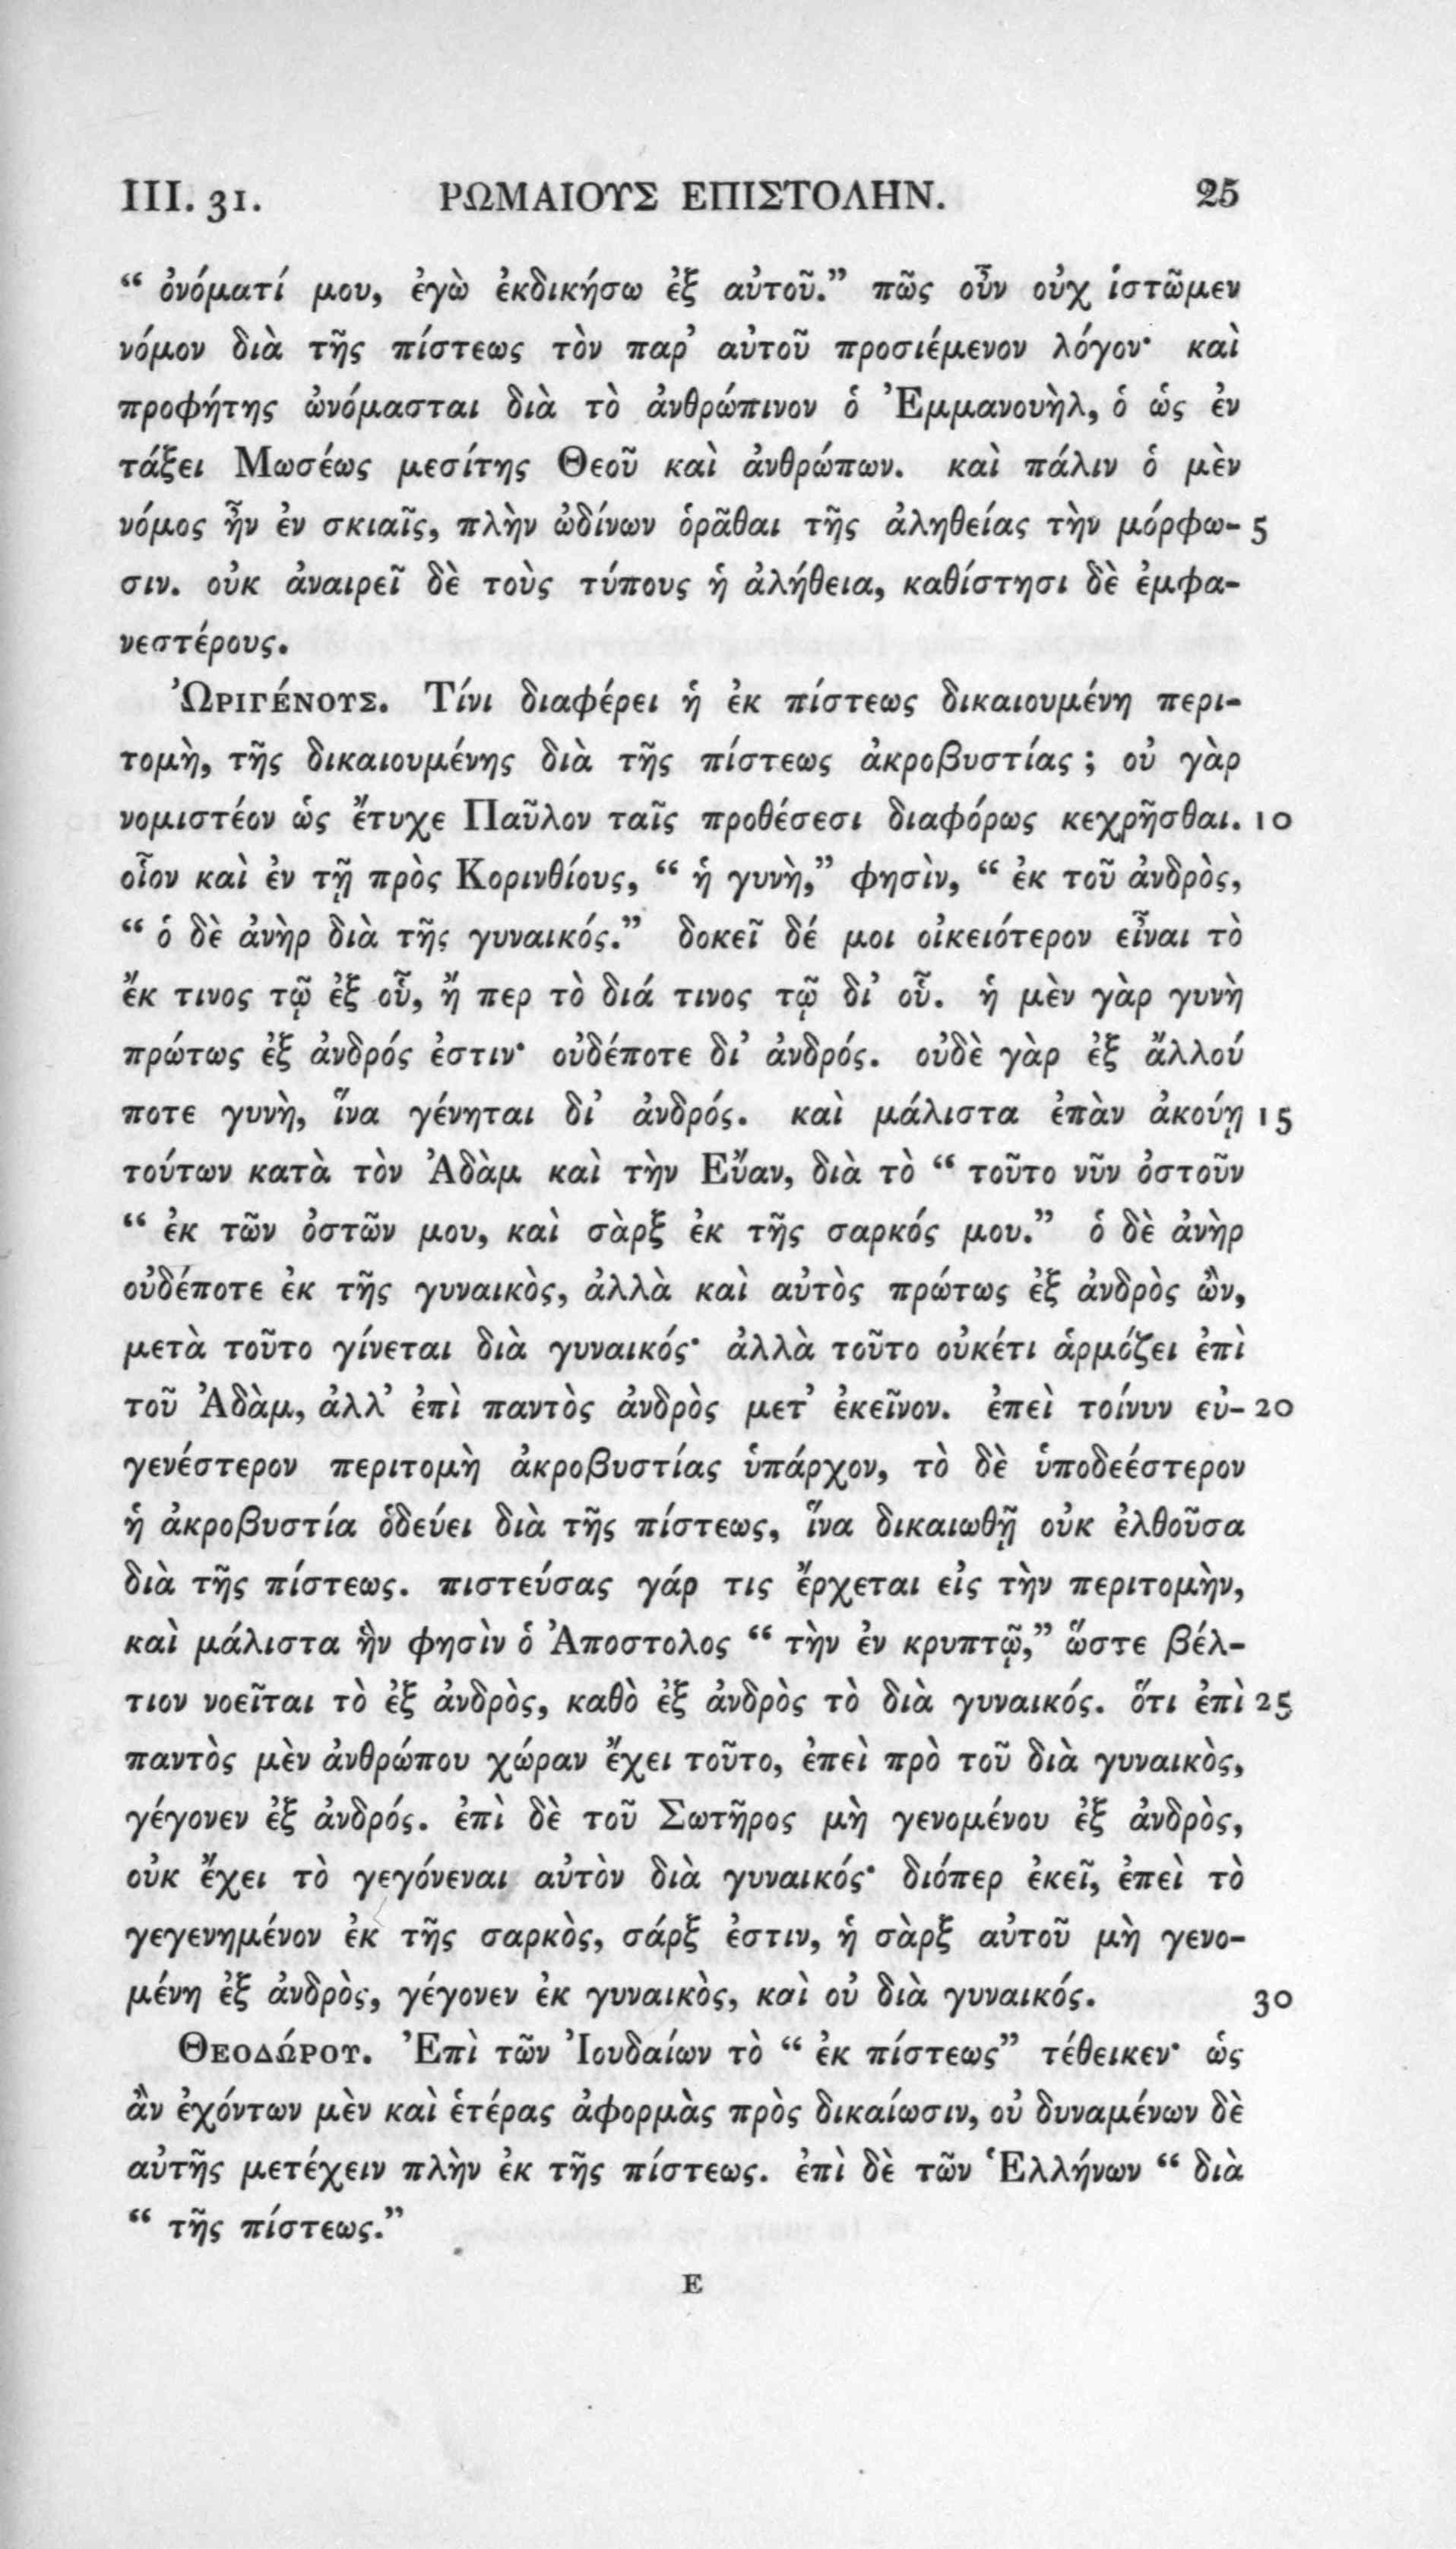 III. 31. ΡΩΜΑΙΟΥΣ ΕΠΙΣΤΟΛΗΝ. 25
“ ὀνόματί μου, ἐγὼ ἐκδικήσω ἐξ αὐτοῦ.” πῶς οὖν οὐχ ἱστῶμεν
νόμον διὰ τῆς πίστεως τὸν παρ’ αὐτοῦ προσιέμενον λόγον· καὶ
προφήτης ὠνόμασται διὰ τὸ ἀνθρώπινον ὁ Ἐμμανουὴλ, ὁ ὡς ἐν
τάξει Μωσέως μεσίτης Θεοῦ καὶ ἀνθρώπων. καὶ πάλιν ὁ μὲν
νόμος ἦν ἐν σκιαῖς, πλὴν ὠδίνων ὁρᾶθαι τῆς ἀληθείας τὴν μόρφω- 5
σιν. οὐκ ἀναιρεῖ δὲ τοὺς τύπους ἡ ἀλήθεια, καθίστησι δὲ ἐμφα-
νεστέρους.
ὨΡΙΓΈΝΟΥΣ. Τίνι διαφέρει ἡ ἐκ πίστεως δικαιουμένη περι-
τομὴ, τῆς δικαιουμένης διὰ τῆς πίστεως ἀκροβυστίας ; οὐ γὰρ
νομιστέον ὡς ἔτυχε Παῦλον ταῖς προθέσεσι διαφόρως κεχρῆσθαι. 10
οἷον καὶ ἐν τῇ πρὸς Κορινθίους, “ ἡ γυνὴ,” φησὶν, “ ἐκ τοῦ ἀνδρὸς,
“ ὁ δὲ ἀνὴρ διὰ τῆς γυναικός.” δοκεῖ δέ μοι οἰκειότερον εἶναι τὸ
ἔκ τινος τῷ ἐξ οὗ, ἤ περ τὸ διά τινος τῷ δι’ οὗ. ἡ μὲν γὰρ γυνὴ
πρώτως ἐξ ἀνδρός ἐστιν· οὐδέποτε δι’ ἀνδρός. οὐδὲ γὰρ ἐξ ἄλλού
ποτε γυνὴ, ἵνα γένηται δι’ ἀνδρός. καὶ μάλιστα ἐπὰν ἀκούῃ 15
τούτων κατὰ τὸν Ἀδὰμ καὶ τὴν Εὔαν, διὰ τὸ “ τοῦτο νῦν ὀστοῦν
“ ἐκ τῶν ὀστῶν μου, καὶ σὰρξ ἐκ τῆς σαρκός μου.” ὁ δὲ ἀνὴρ
οὐδέποτε ἐκ τῆς γυναικὸς, ἀλλὰ καὶ αὐτὸς πρώτως ἐξ ἀνδρὸς ὢν,
μετὰ τοῦτο γίνεται διὰ γυναικός· ἀλλὰ τοῦτο οὐκέτι ἁρμόζει ἐπὶ
τοῦ Ἀδὰμ, ἀλλ’ ἐπὶ παντὸς ἀνδρὸς μετ’ ἐκεῖνον. ἐπεὶ τοίνυν εὐ- 20
γενέστερον περιτομὴ ἀκροβυστίας ὑπάρχον, τὸ δὲ ὑποδεέστερον
ἡ ἀκροβυστία ὁδεύει διὰ τῆς πίστεως, ἵνα δικαιωθῇ οὐκ ἐλθοῦσα
διὰ τῆς πίστεως. πιστεύσας γάρ τις ἔρχεται εἰς τὴν περιτομὴν,
καὶ μάλιστα ἣν φησὶν ὁ Ἀποστολος “ τὴν ἐν κρυπτῷ,” ὥστε βέλ-
τιον νοεῖται τὸ ἐξ ἀνδρὸς, καθὸ ἐξ ἀνδρὸς τὸ διὰ γυναικός. ὅτι ἐπὶ 25
παντὸς μὲν ἀνθρώπου χώραν ἔχει τοῦτο, ἐπεὶ πρὸ τοῦ διὰ γυναικὸς,
γέγονεν ἐξ ἀνδρός. ἐπὶ δὲ τοῦ Σωτῆρος μὴ γενομένου ἐξ ἀνδρὸς,
οὐκ ἔχει τὸ γεγόνεναι αὐτὸν διὰ γυναικός· διόπερ ἐκεῖ, ἐπεὶ τὸ
γεγενημένον ἐκ τῆς σαρκὸς, σάρξ ἐστιν, ἡ σὰρξ αὐτοῦ μὴ γενο-
μένη ἐξ ἀνδρὸς, γέγονεν ἐκ γυναικὸς, καὶ οὐ διὰ γυναικός. 30
ΘΕΟΔΏΡΟΥ. Ἐπὶ τῶν Ἰουδαίων τὸ “ ἐκ πίστεως” τέθεικεν· ὡς
ἂν ἐχόντων μὲν καὶ ἑτέρας ἀφορμὰς πρὸς δικαίωσιν, οὐ δυναμένων δὲ
αὐτῆς μετέχειν πλὴν ἐκ τῆς πίστεως. ἐπὶ δὲ τῶν Ἑλλήνων “ διὰ
“ τῆς πίστεως.”
E